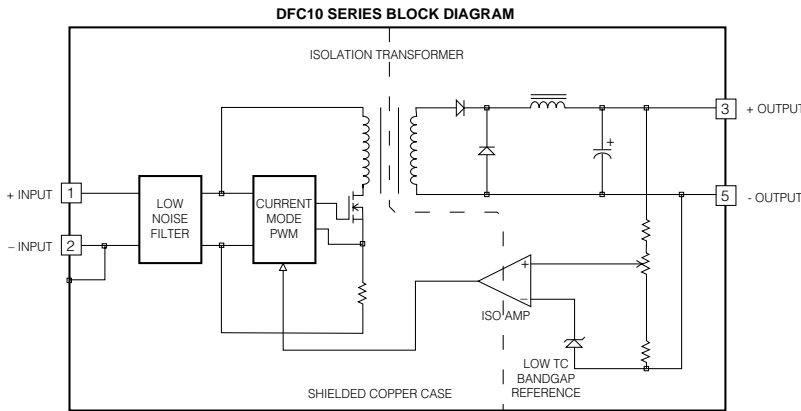 DFC10 SERIES BLOCK DIAGRAM
ISOLATION TRANSFORMER
3
+ OUTPUT
+
+ INPUT
1
LOW
NOISE
FILTER
CURRENT
MODE
PWM
5
- OUTPUT
– INPUT
2
+
–
ISO AMP
LOW TC
BANDGAP
REFERENCE
SHIELDED COPPER CASE